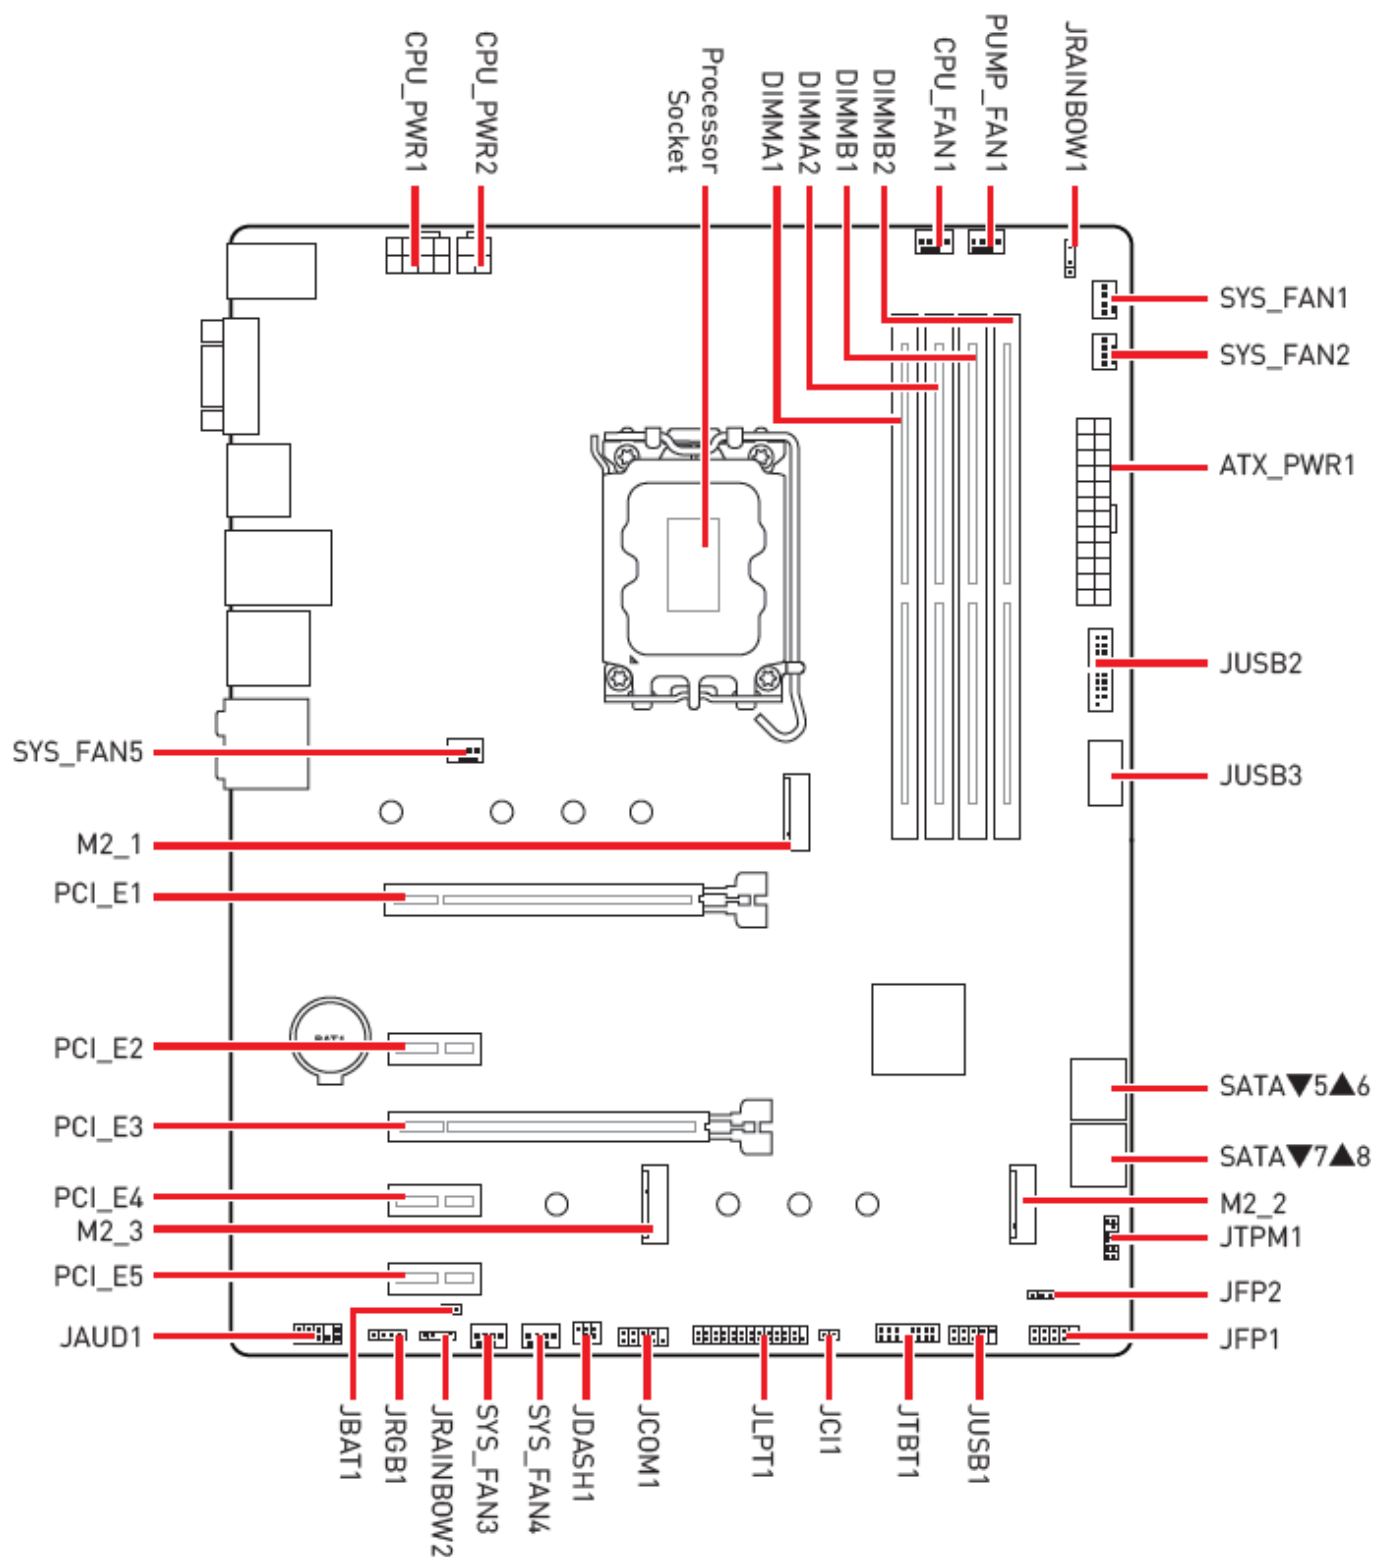 CPU_PWR1
CPU_PWR2
Processor
Socket
DIMMA1
DIMMA2
DIMMB1
DIMMB2
CPU_FAN1
PUMP_FAN1
JRAINBOW1
SYS_FAN1
SYS_FAN2
ATX_PWR1
JUSB2
JUSB3
SYS_FAN5
M2_1
PCI_E1
PCI_E2
BAT1
PCI_E3
PCI_E4
M2_3
PCI_E5
JAUD1
SATA▼5▲6
SATA▼7▲8
M2_2
JTPM1
JFP2
JFP1
JBAT1
JRGB1
JRAINBOW2
SYS_FAN3
SYS_FAN4
JDASH1
JCOM1
JLPT1
JCI1
JTBT1
JUSB1